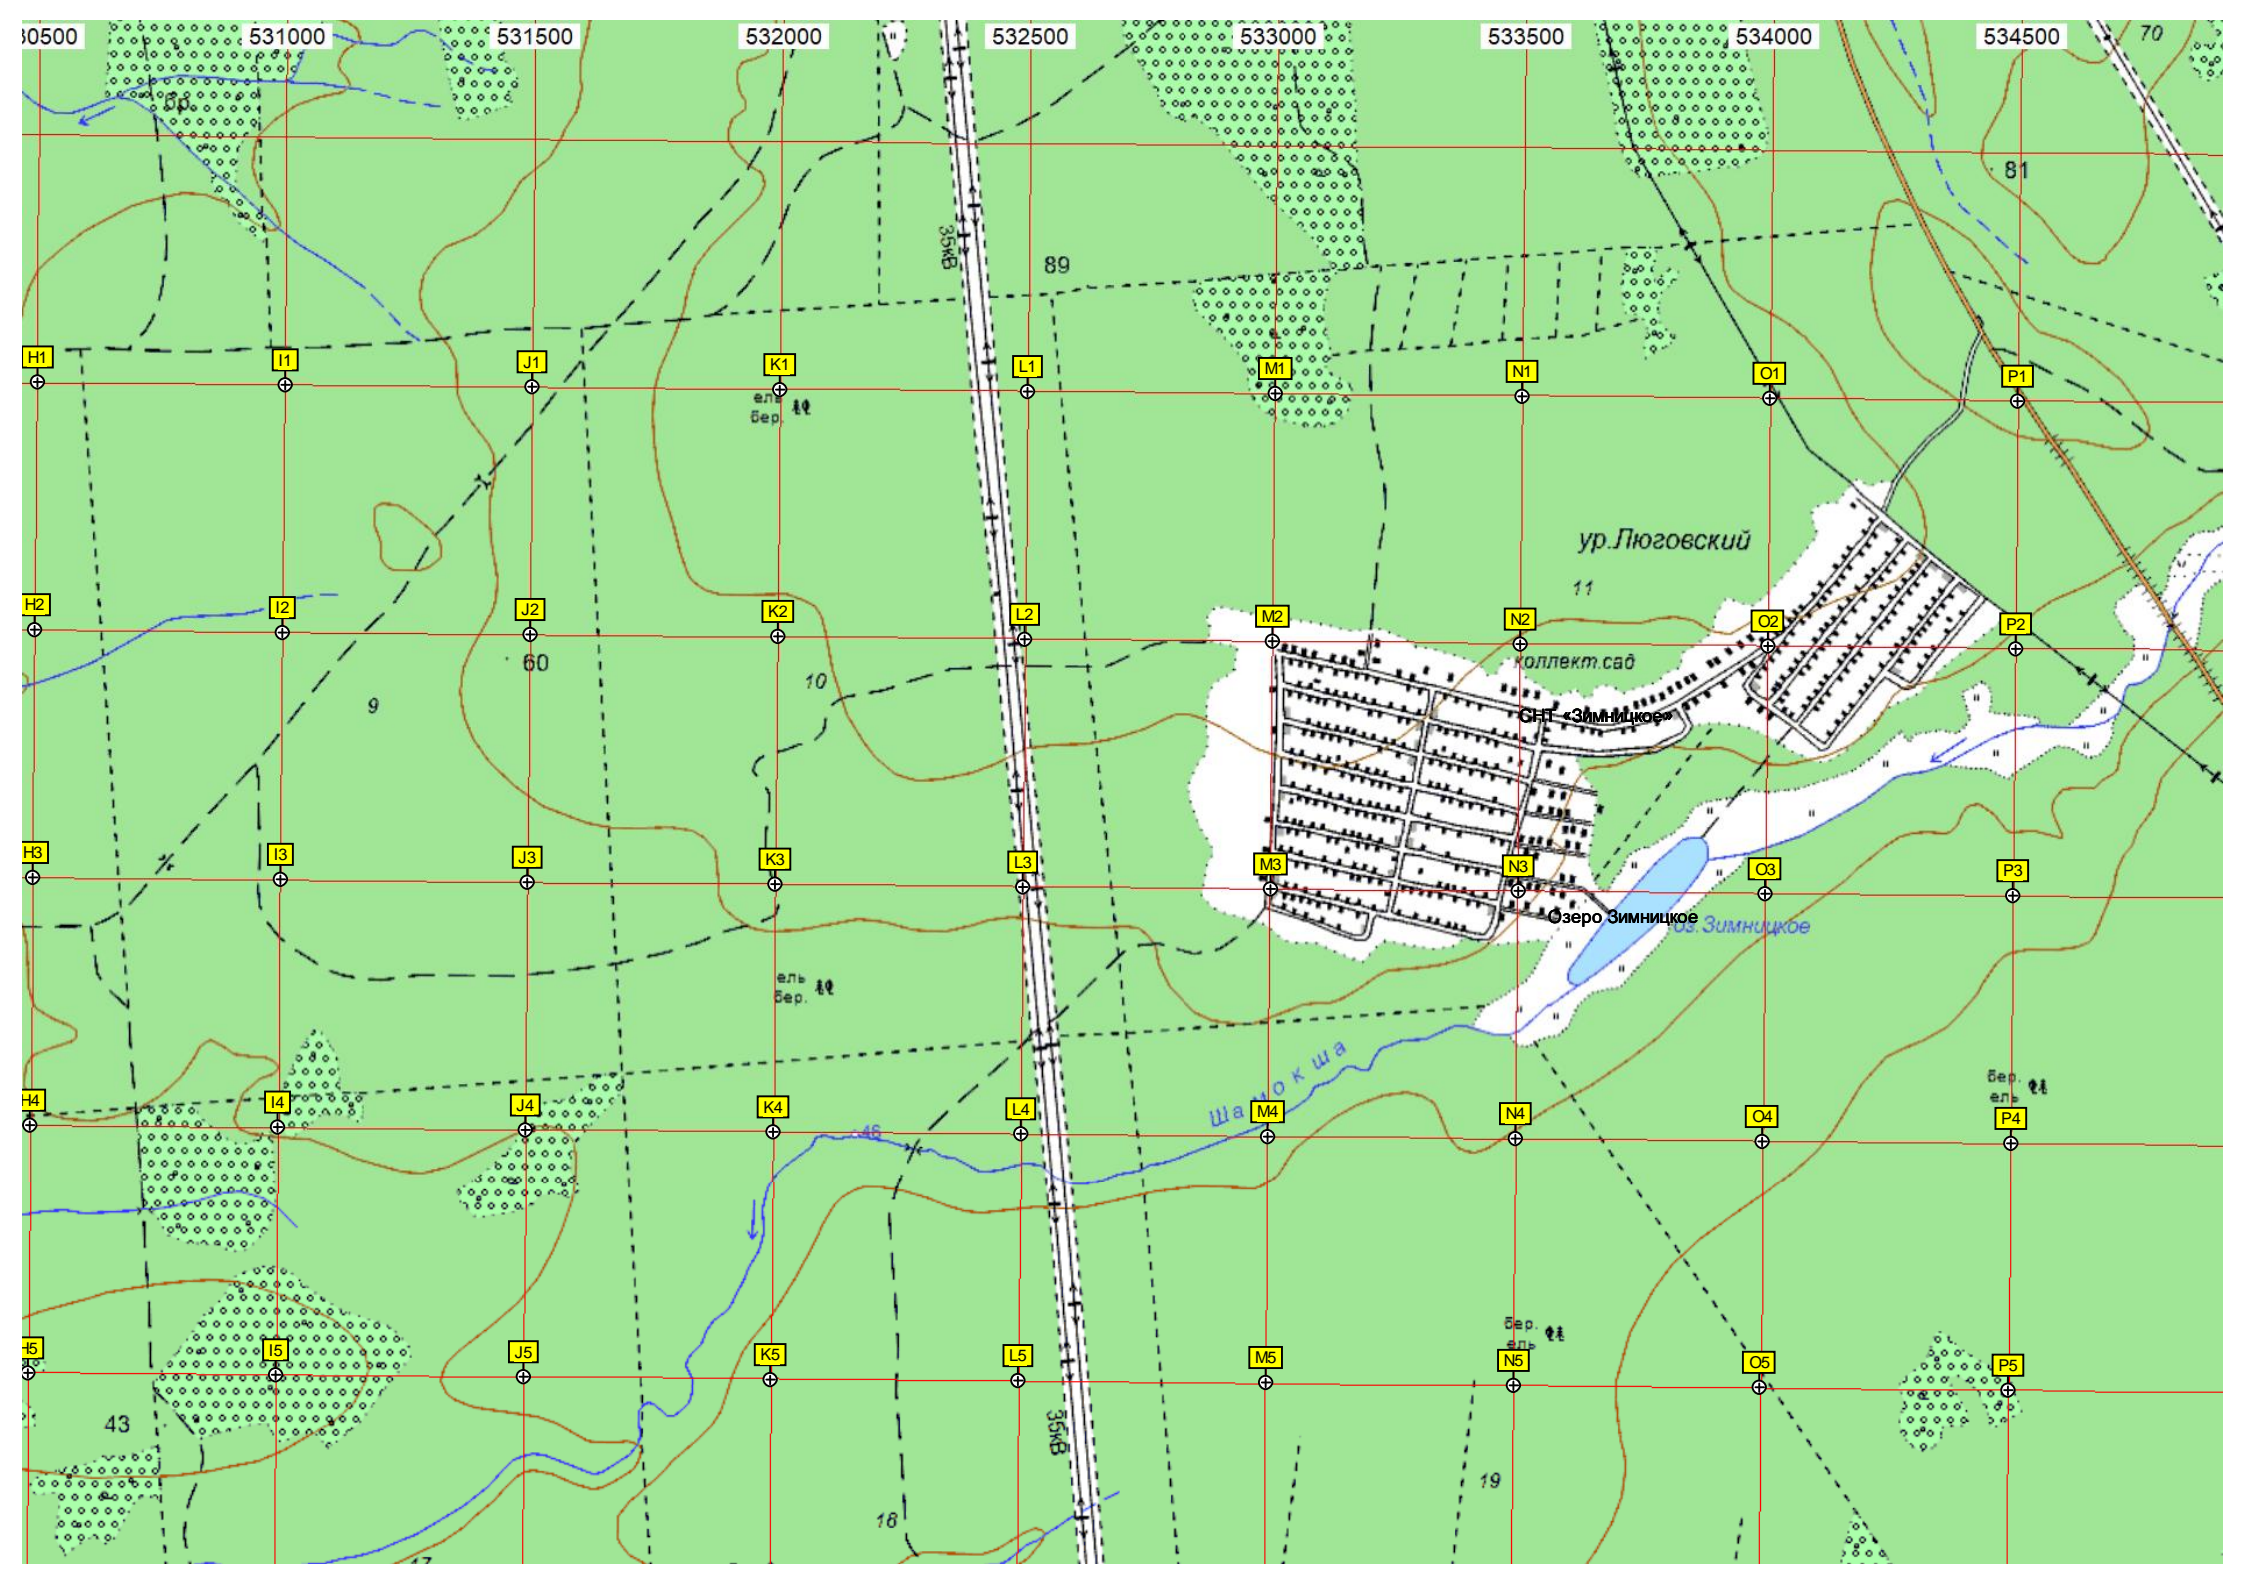 30500 531000 531500 532000 532500 533000 533500 534000 534500
70
бр.
81
35кВ
89
H1 I1 J1 K1 L1 M1 N1 O1 P1
ель
бер.
ур.Люговский
11
H2 I2 J2 K2 L2 M2 N2 O2 P2
60
коллект.сад
10
9
СНТ «Зимницкое»
H3 I3 J3 K3 L3 M3 N3 O3 P3
Озеро Зимницкое
оз.Зимницкое
ель
бер.
Шамокша
бер.
ель
H4 I4 J4 K4 L4 M4 N4 O4 P4
46
бер.
ель
H5 I5 J5 K5 L5 M5 N5 O5 P5
43
35кВ
19
18
17